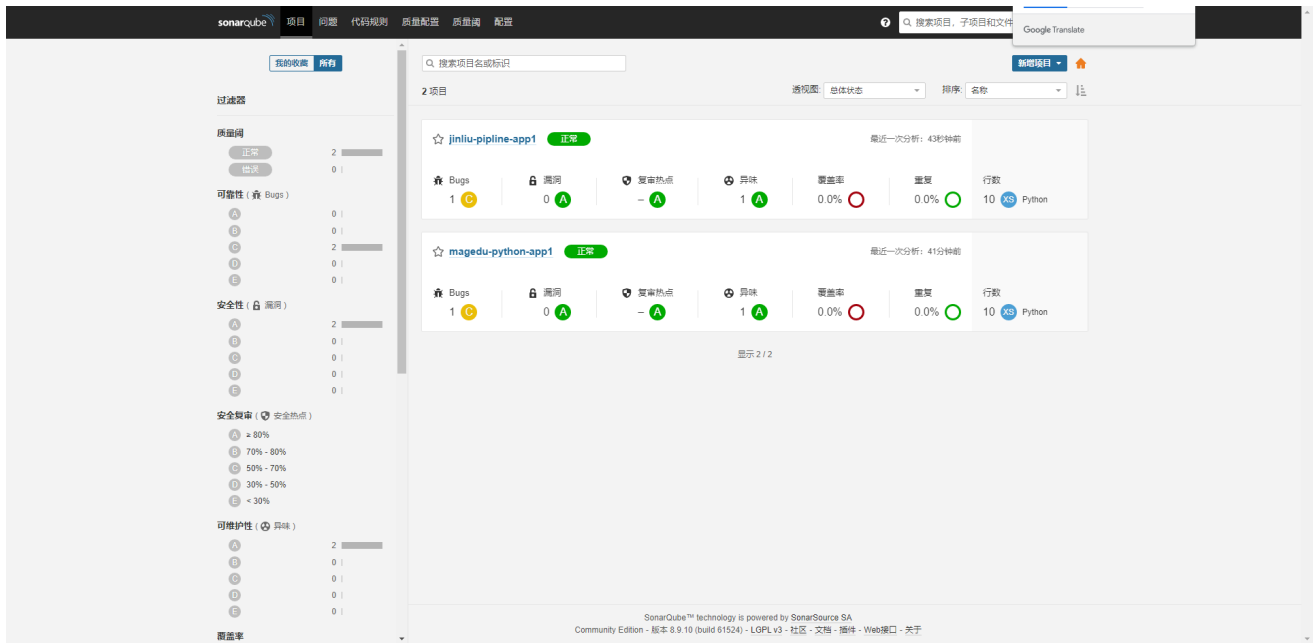 sonarqube 项目 问题 代码规则 质量配置 质量阈 配置
搜索项目，子项目和文件
Google Translate
我的收藏 所有
搜索项目名或标识
新增项目
2 项目
透视图: 总体状态
排序: 名称
过滤器
质量阈
正常 2
错误 0
可靠性 ( Bugs )
A 0
B 0
C 2
D 0
E 0
安全性 ( 漏洞 )
A 2
B 0
C 0
D 0
E 0
安全复审 ( 安全热点 )
A ≥ 80%
B 70% - 80%
C 50% - 70%
D 30% - 50%
E < 30%
可维护性 ( 异味 )
A 2
B 0
C 0
D 0
E 0
覆盖率
jinliu-pipline-app1 正常
最近一次分析: 43秒钟前
Bugs 漏洞 复审热点 异味 覆盖率 重复 行数
1 C 0 A – A 1 A 0.0% 0.0% 10 XS Python
magedu-python-app1 正常
最近一次分析: 41分钟前
Bugs 漏洞 复审热点 异味 覆盖率 重复 行数
1 C 0 A – A 1 A 0.0% 0.0% 10 XS Python
显示 2 / 2
SonarQube™ technology is powered by SonarSource SA
Community Edition - 版本 8.9.10 (build 61524) - LGPL v3 - 社区 - 文档 - 插件 - Web接口 - 关于